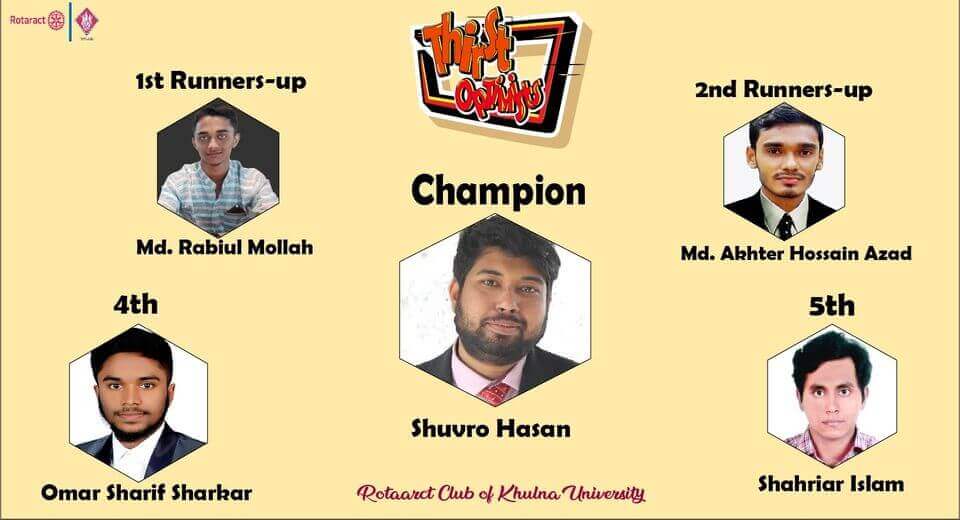 Rotaract
Thirst
OpTimists
1st Runners-up
2nd Runners-up
Champion
Md. Rabiul Mollah
Md. Akhter Hossain Azad
4th
5th
Shuvro Hasan
Omar Sharif Sharkar
Shahriar Islam
Rotaarct Club of Khulna University